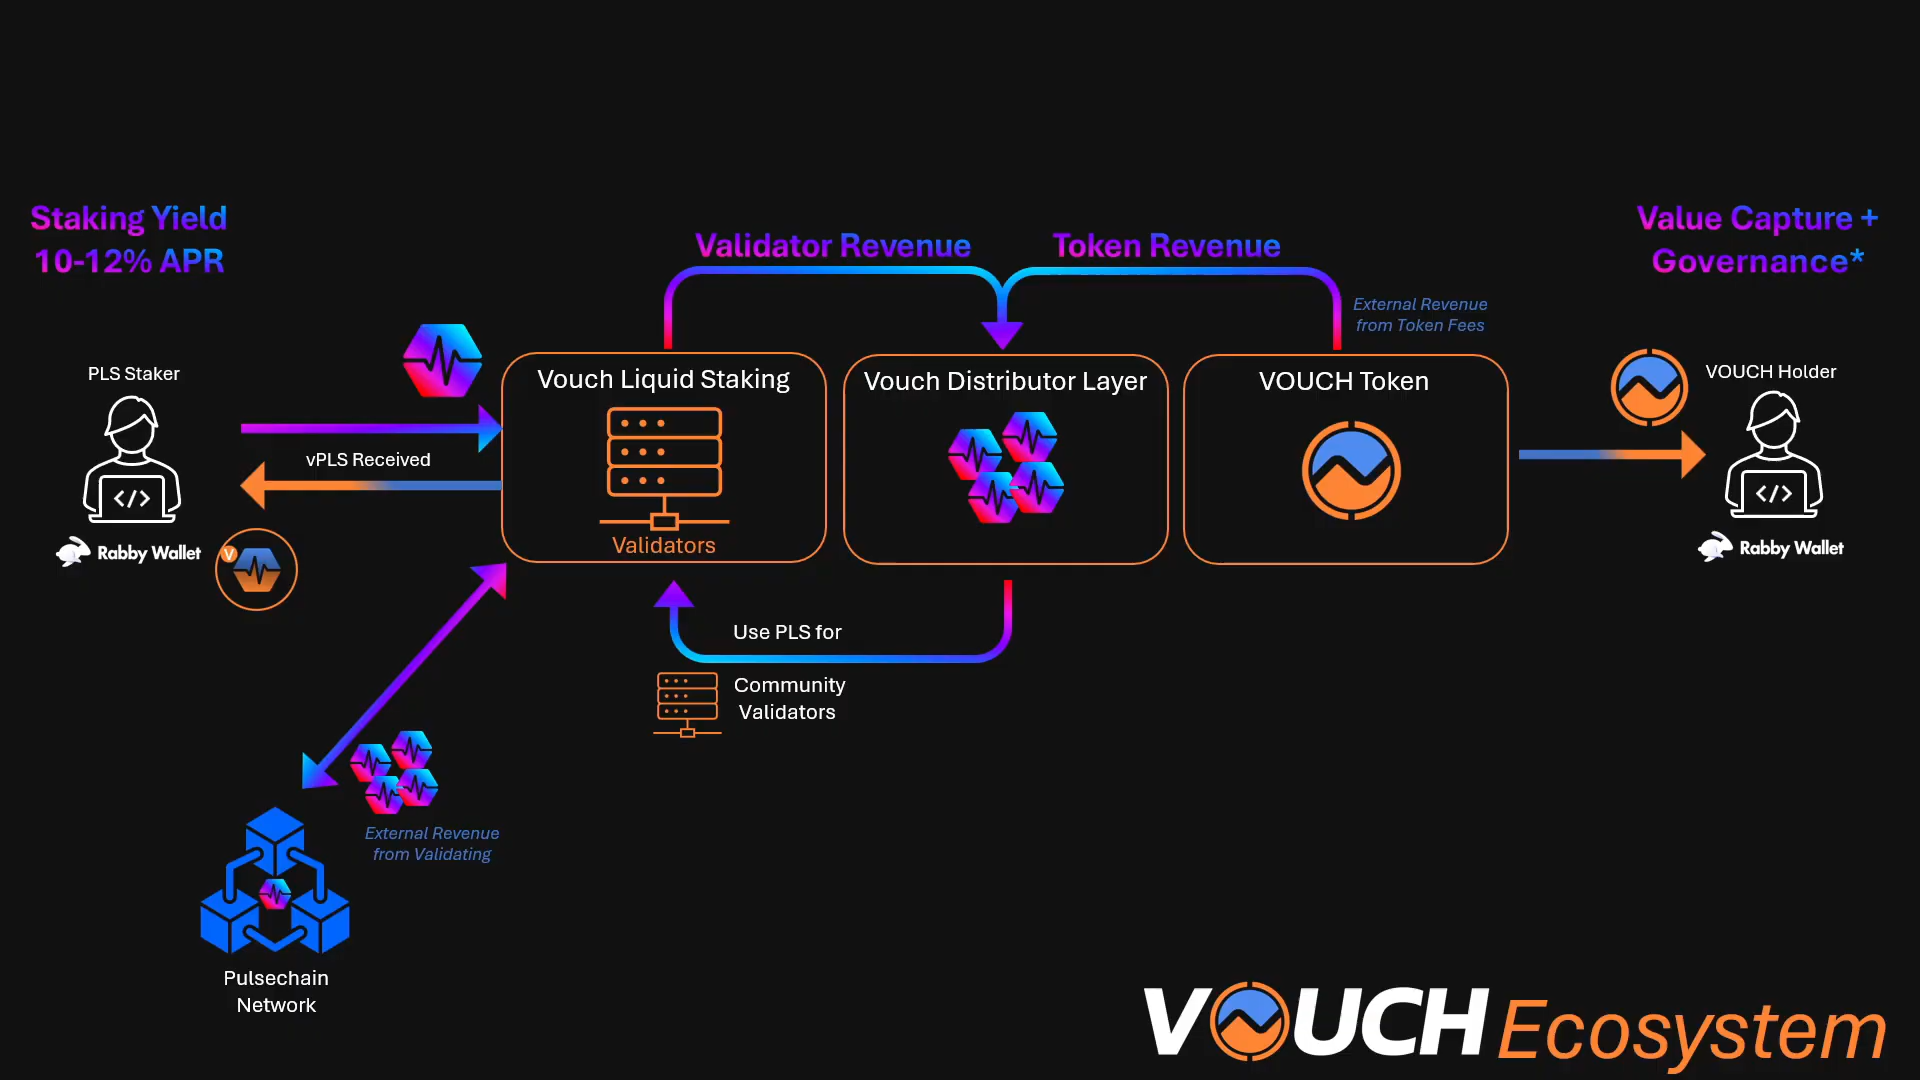 Staking Yield
10-12% APR
Validator Revenue
Token Revenue
Value Capture +
Governance*
External Revenue
from Token Fees
PLS Staker
vPLS Received
</>
Rabby Wallet
V
Vouch Liquid Staking
Validators
Vouch Distributor Layer
VOUCH Token
VOUCH Holder
</>
Rabby Wallet
Use PLS for
Community
Validators
External Revenue
from Validating
Pulsechain
Network
VOUCH Ecosystem